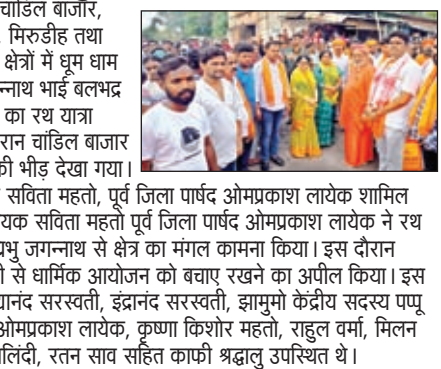 चांडिल बाजार,
मिरुडीह तथा
क्षेत्रों में धूम धाम
न्नाथ भाई बलभद्र
का रथ यात्रा
रान चांडिल बाजार
की भीड़ देखा गया।
सविता महतो, पूर्व जिला पार्षद ओमप्रकाश लायेक शामिल
यक सविता महतो पूर्व जिला पार्षद ओमप्रकाश लायेक ने रथ
प्रभु जगन्नाथ से क्षेत्र का मंगल कामना किया। इस दौरान
से धार्मिक आयोजन को बचाए रखने का अपील किया। इस
द्यानंद सरस्वती, इंद्रानंद सरस्वती, झामुमो केंद्रीय सदस्य पप्पू
ओमप्रकाश लायेक, कृष्णा किशोर महतो, राहुल वर्मा, मिलन
लिंदी, रतन साव सहित काफी श्रद्धालु उपस्थित थे।